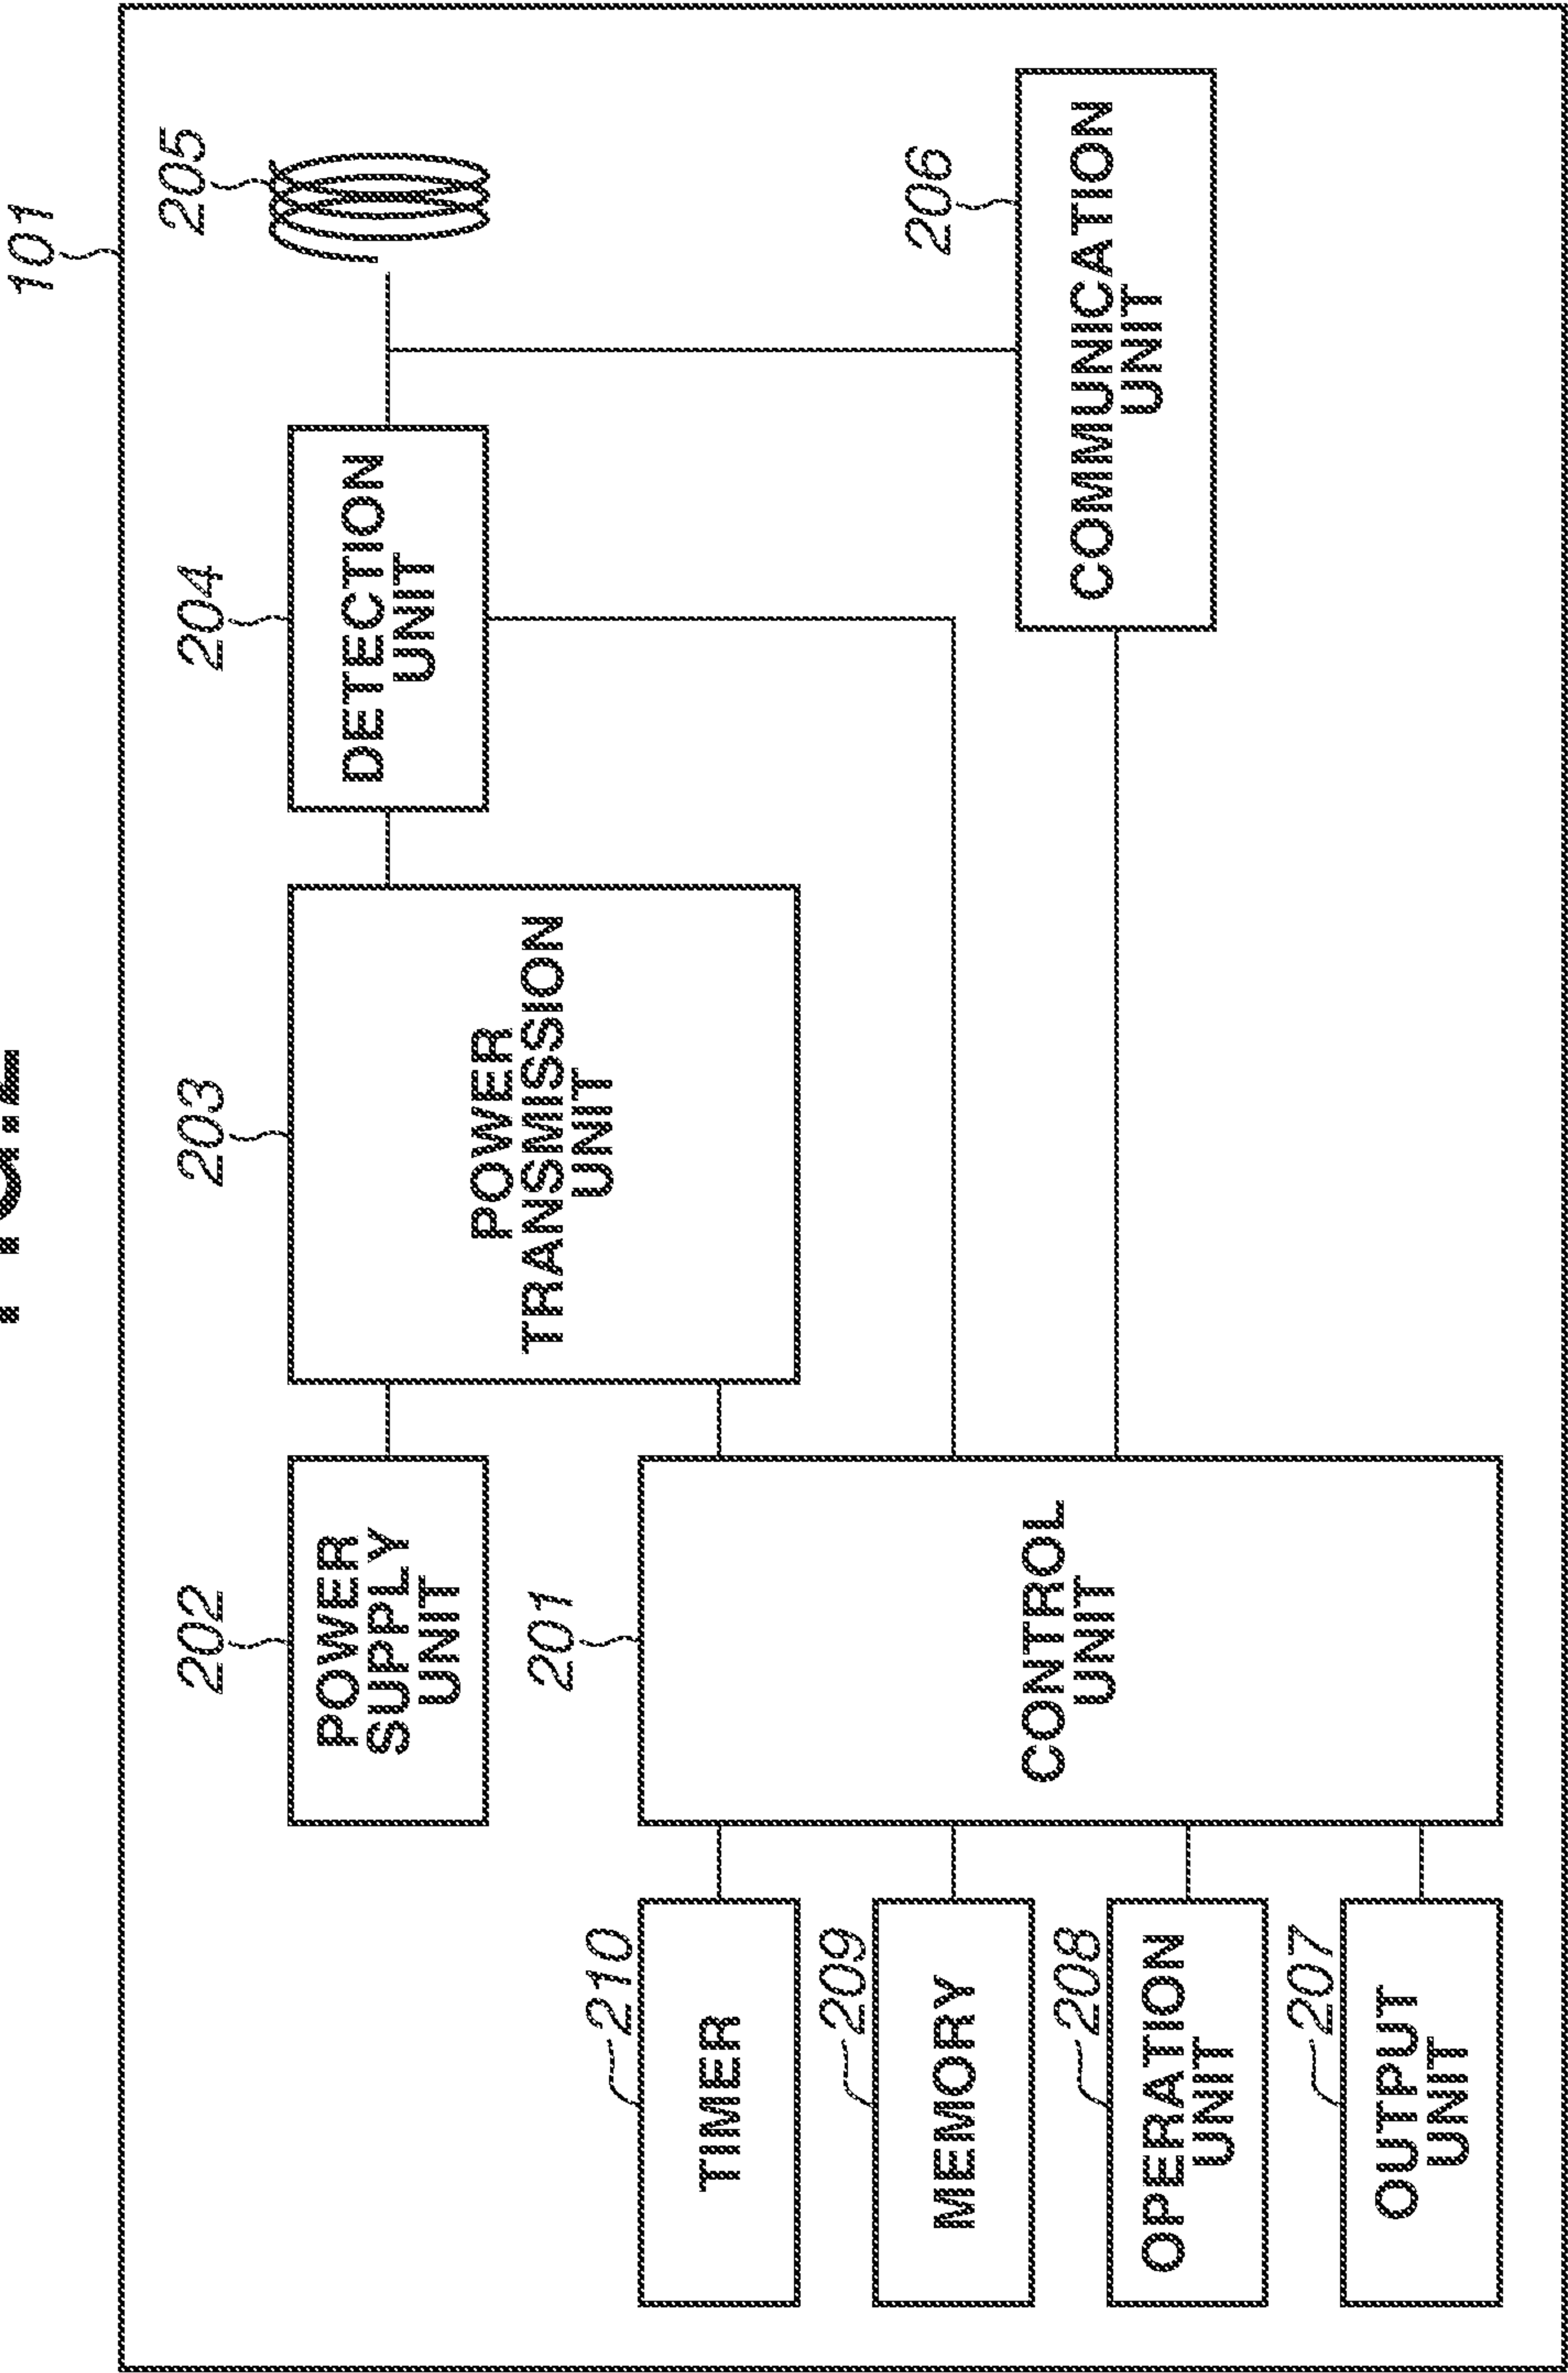 101
202
POWER
SUPPLY
UNIT
203
POWER
TRANSMISSION
UNIT
204
DETECTION
UNIT
205
210
TIMER
209
MEMORY
208
OPERATION
UNIT
207
OUTPUT
UNIT
201
CONTROL
UNIT
206
COMMUNICATION
UNIT